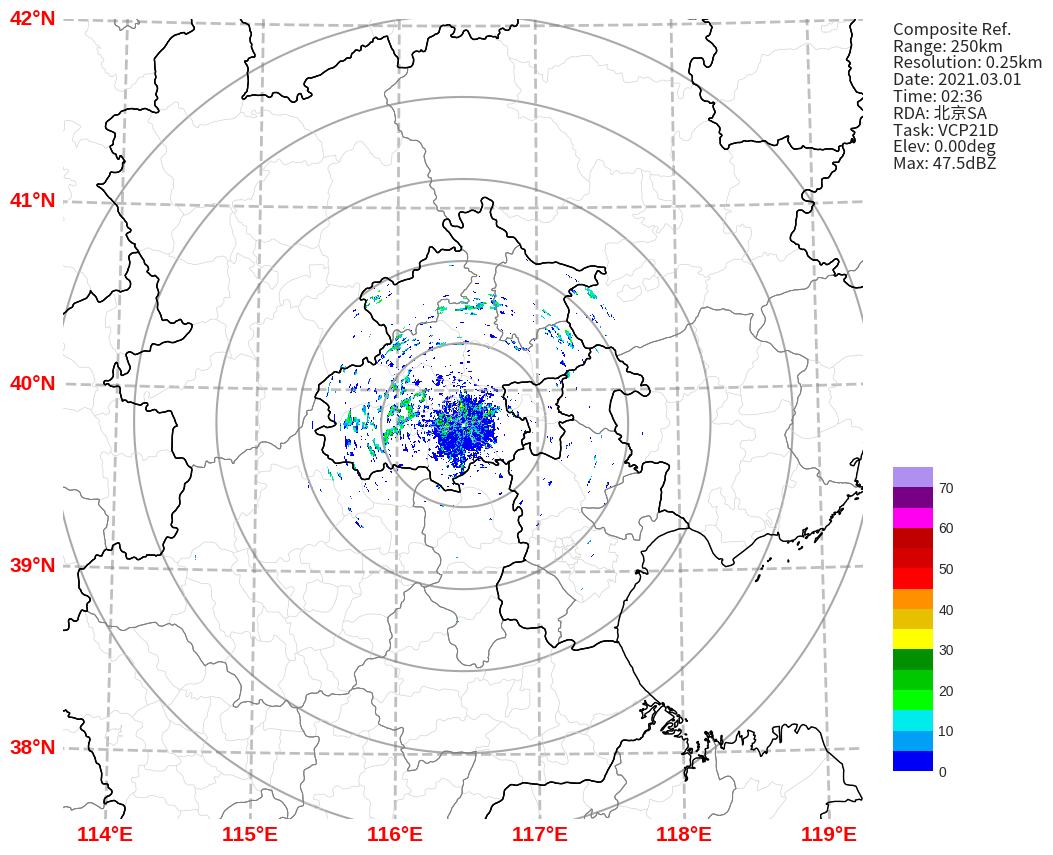 42°N
41°N
40°N
39°N
38°N
114°E
115°E
116°E
117°E
118°E
119°E
Composite Ref.
Range: 250km
Resolution: 0.25km
Date: 2021.03.01
Time: 02:36
RDA: 北京SA
Task: VCP21D
Elev: 0.00deg
Max: 47.5dBZ
70
60
50
40
30
20
10
0